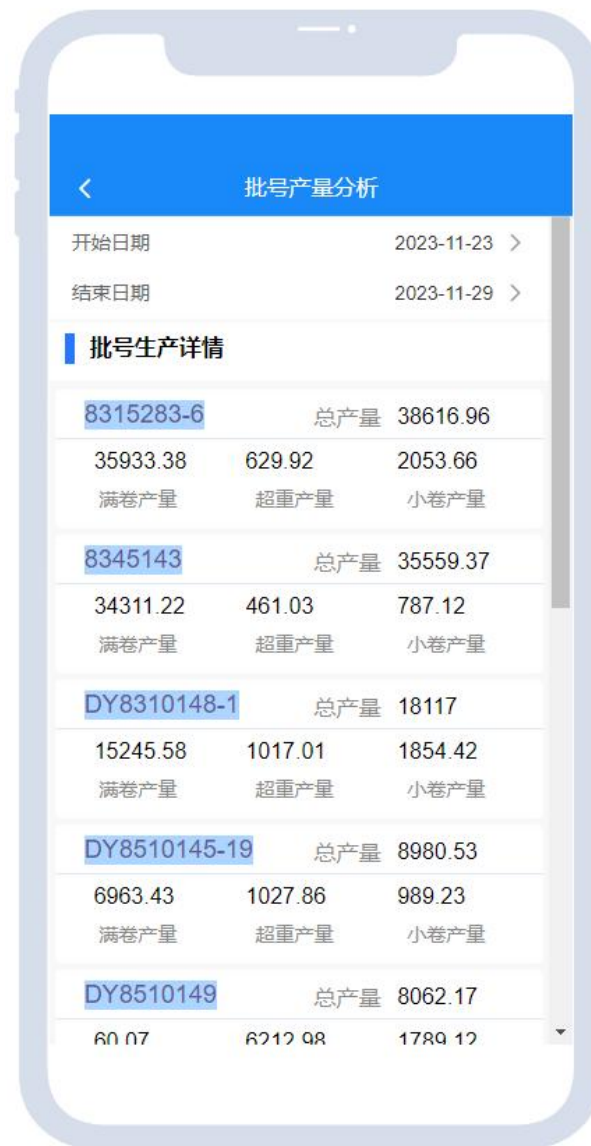 批号产量分析
开始日期 2023-11-23
结束日期 2023-11-29
批号生产详情
8315283-6 总产量 38616.96
35933.38 629.92 2053.66
满卷产量 超重产量 小卷产量
8345143 总产量 35559.37
34311.22 461.03 787.12
满卷产量 超重产量 小卷产量
DY8310148-1 总产量 18117
15245.58 1017.01 1854.42
满卷产量 超重产量 小卷产量
DY8510145-19 总产量 8980.53
6963.43 1027.86 989.23
满卷产量 超重产量 小卷产量
DY8510149 总产量 8062.17
60.07 6212.98 1789.12